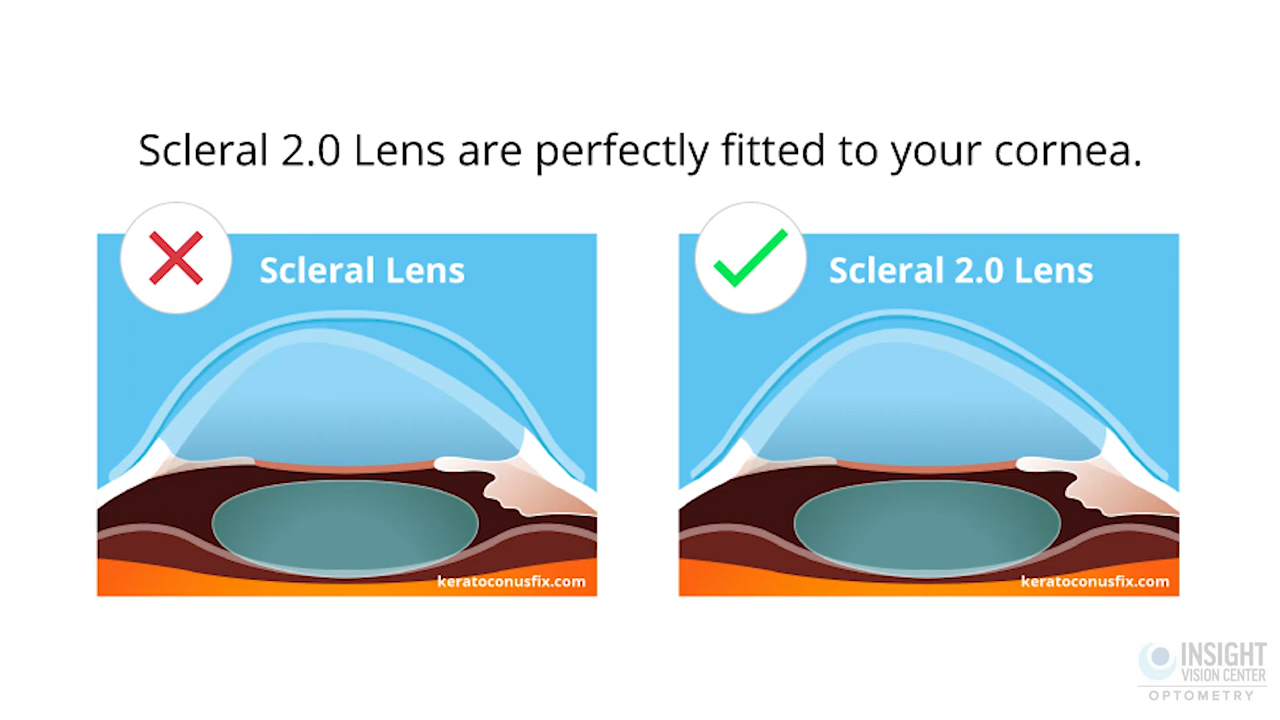 Scleral 2.0 Lens are perfectly fitted to your cornea.
Scleral Lens
Scleral 2.0 Lens
keratoconusfix.com
keratoconusfix.com
INSIGHT
VISION CENTER
OPTOMETRY